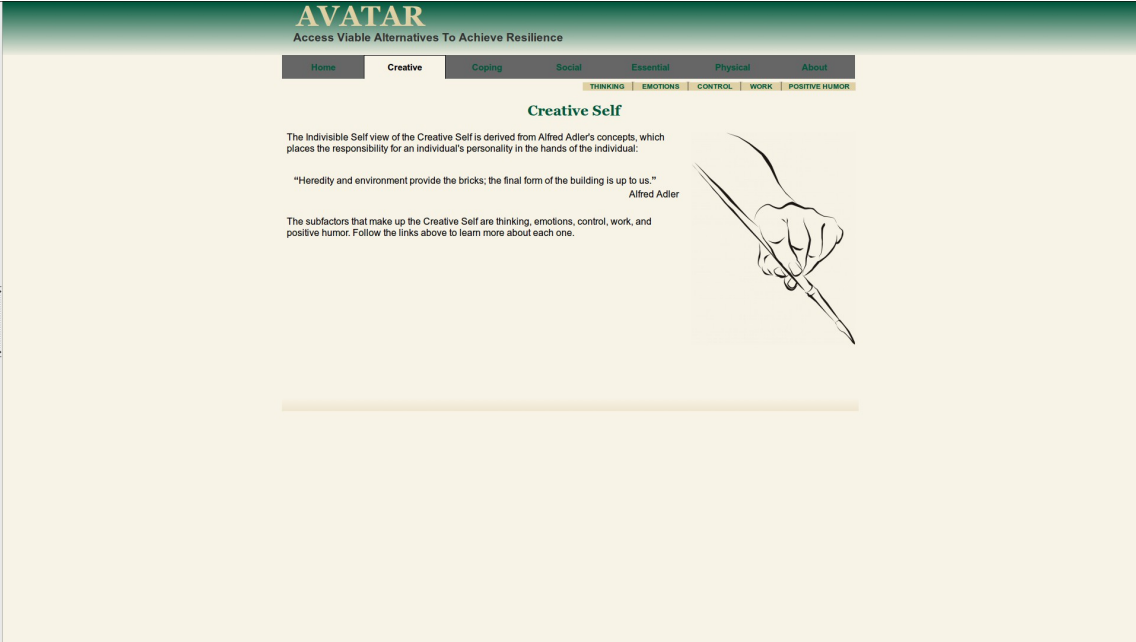 AVATAR
Access Viable Alternatives To Achieve Resilience
Home Creative Coping Social Essential Physical About
THINKING EMOTIONS CONTROL WORK POSITIVE HUMOR
Creative Self
The Indivisible Self view of the Creative Self is derived from Alfred Adler's concepts, which
places the responsibility for an individual's personality in the hands of the individual:
“Heredity and environment provide the bricks; the final form of the building is up to us.”
Alfred Adler
The subfactors that make up the Creative Self are thinking, emotions, control, work, and
positive humor. Follow the links above to learn more about each one.